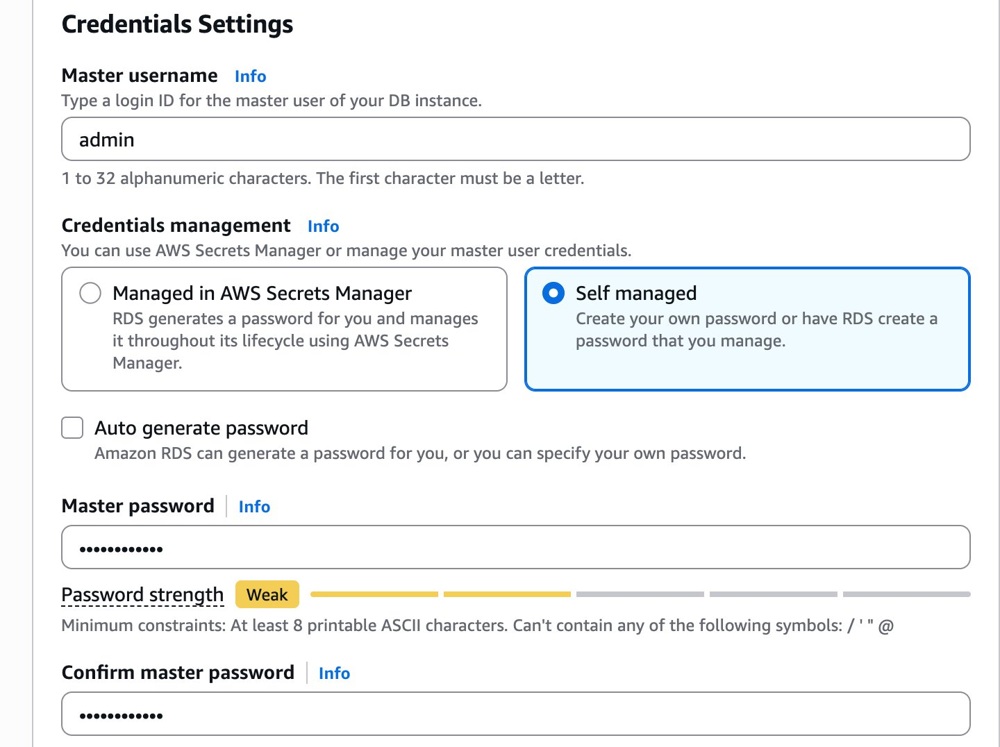 Credentials Settings
Master username Info
Type a login ID for the master user of your DB instance.
admin
1 to 32 alphanumeric characters. The first character must be a letter.
Credentials management Info
You can use AWS Secrets Manager or manage your master user credentials.
Managed in AWS Secrets Manager
RDS generates a password for you and manages
it throughout its lifecycle using AWS Secrets
Manager.
Self managed
Create your own password or have RDS create a
password that you manage.
Auto generate password
Amazon RDS can generate a password for you, or you can specify your own password.
Master password Info
••••••••••••
Password strength Weak
Minimum constraints: At least 8 printable ASCII characters. Can't contain any of the following symbols: / ' " @
Confirm master password Info
••••••••••••